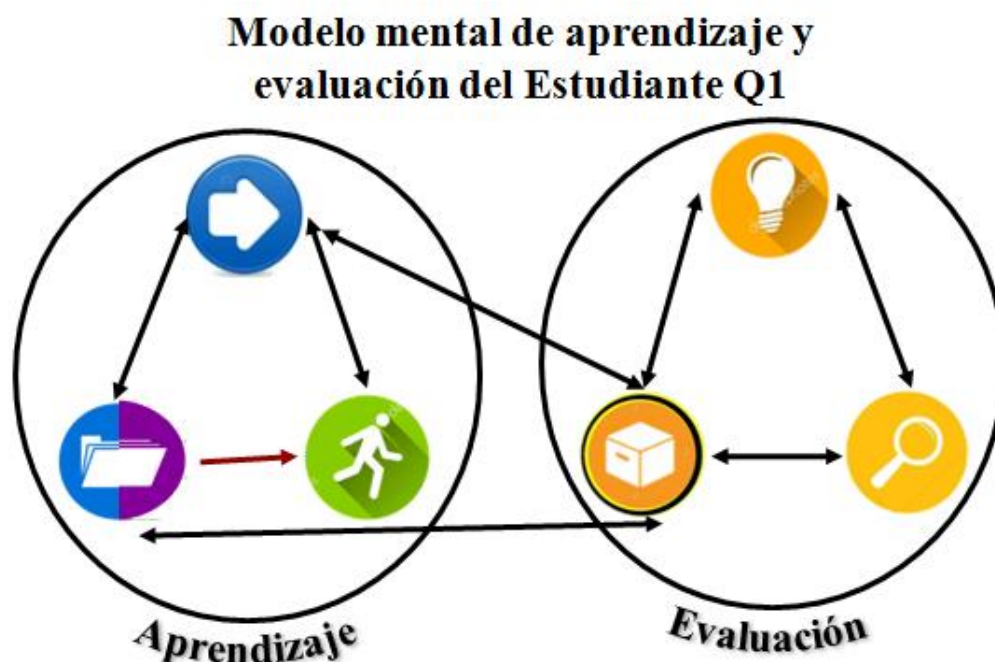 Modelo mental de aprendizaje y
evaluación del Estudiante Q1
Aprendizaje
Evaluación